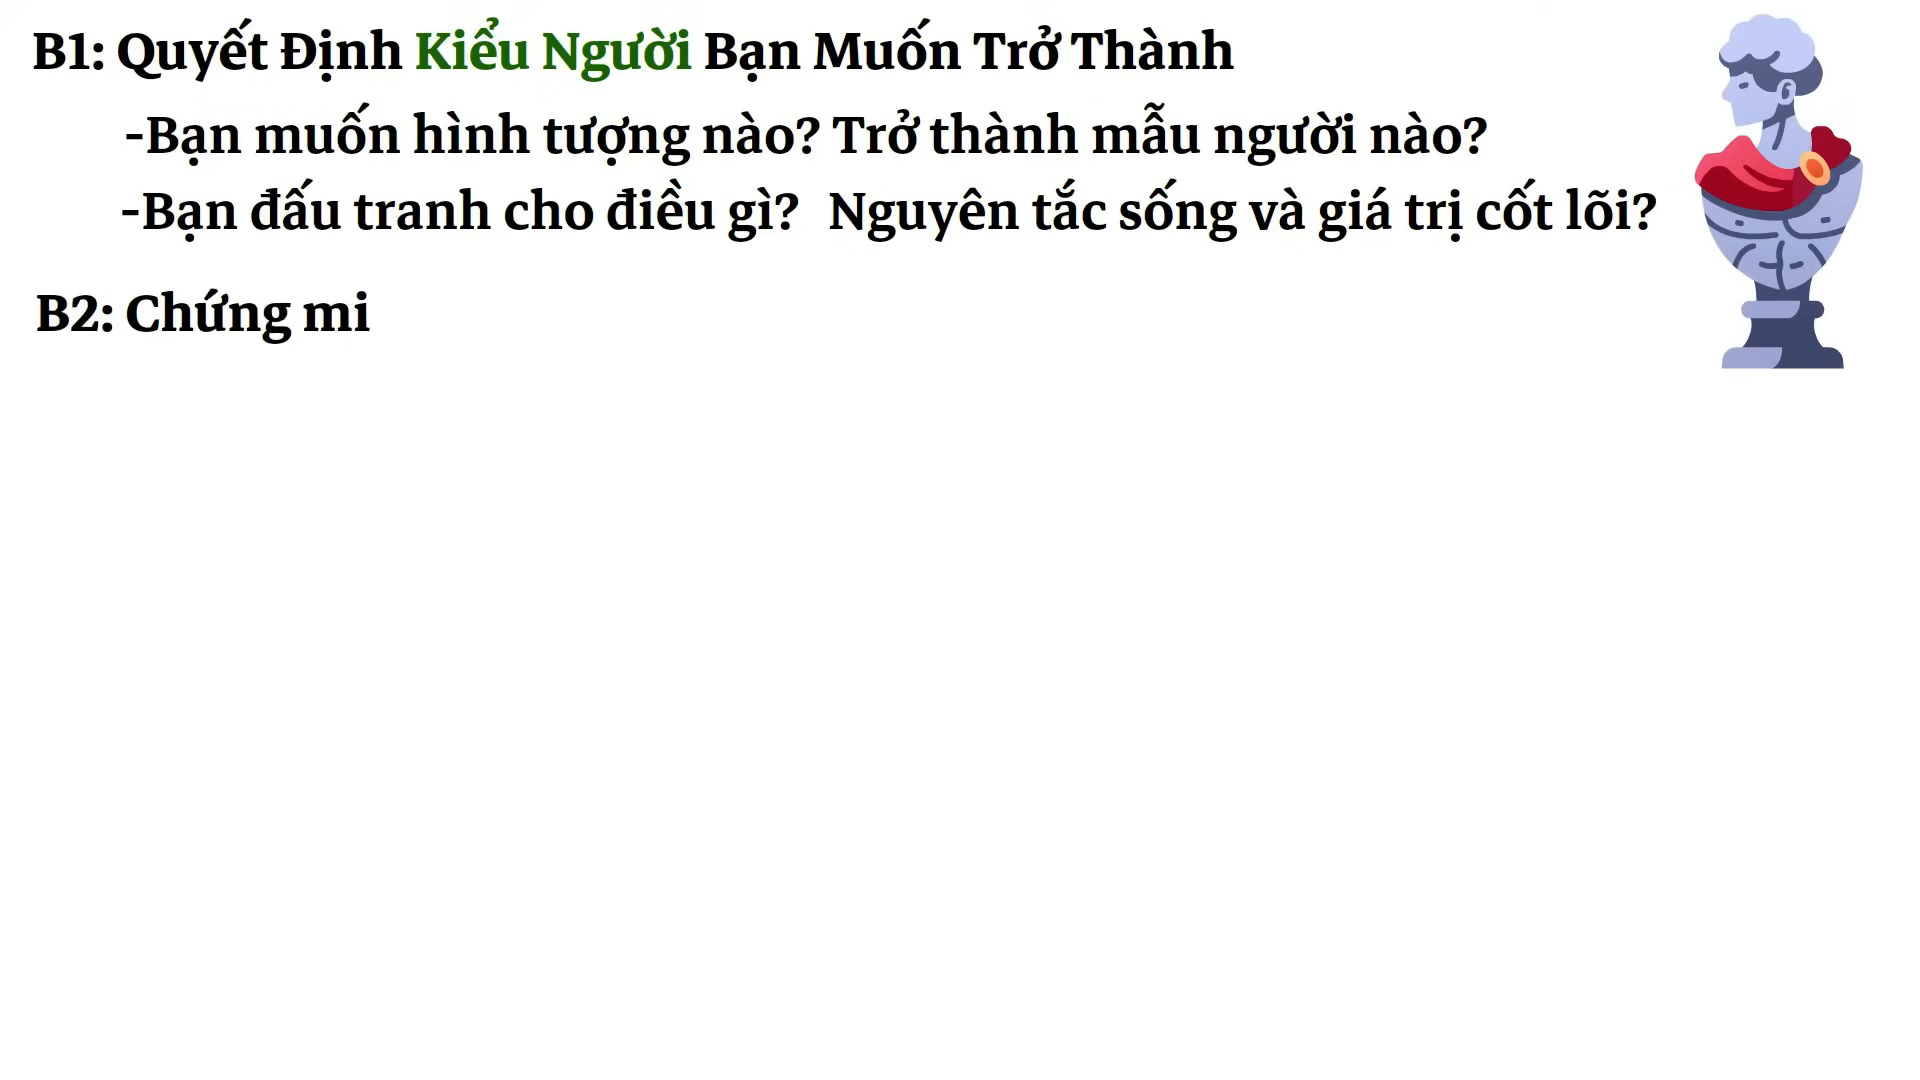 B1: Quyết Định Kiểu Người Bạn Muốn Trở Thành
-Bạn muốn hình tượng nào? Trở thành mẫu người nào?
-Bạn đấu tranh cho điều gì? Nguyên tắc sống và giá trị cốt lõi?
B2: Chứng mi